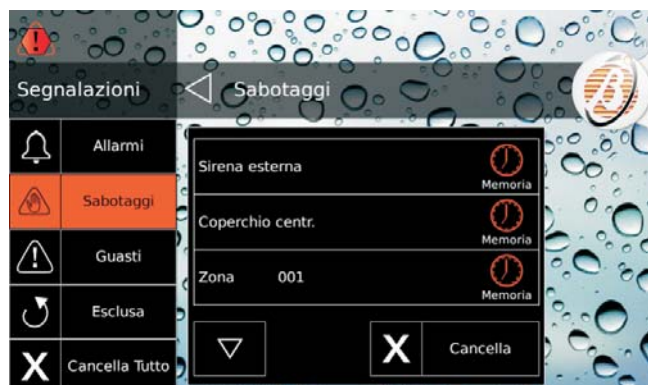 Segnalazioni
Sabotaggi
Allarmi
Sabotaggi
Guasti
Esclusa
Cancella Tutto
Sirena esterna
Memoria
Coperchio centr.
Memoria
Zona 001
Memoria
X Cancella
X